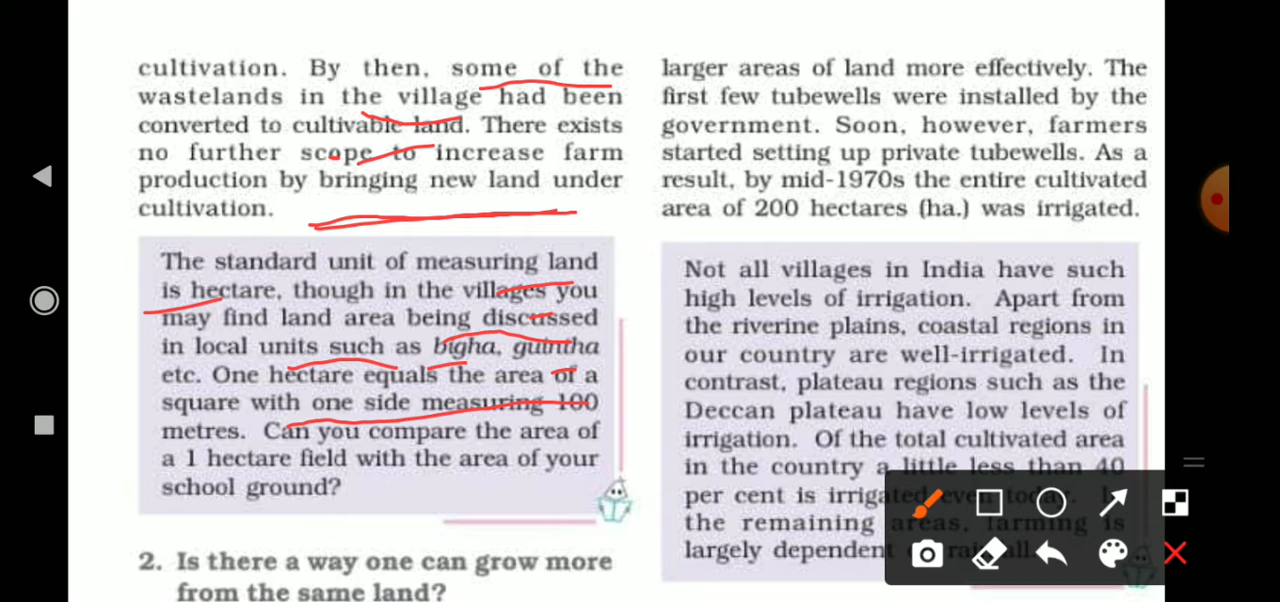 cultivation. By then, some of the
wastelands in the village had been
converted to cultivable land. There exists
no further scope to increase farm
production by bringing new land under
cultivation.
The standard unit of measuring land
is hectare, though in the villages you
may find land area being discussed
in local units such as bigha, guintha
etc. One hectare equals the area of a
square with one side measuring 100
metres. Can you compare the area of
a 1 hectare field with the area of your
school ground?
2. Is there a way one can grow more
from the same land?
larger areas of land more effectively. The
first few tubewells were installed by the
government. Soon, however, farmers
started setting up private tubewells. As a
result, by mid-1970s the entire cultivated
area of 200 hectares (ha.) was irrigated.
Not all villages in India have such
high levels of irrigation. Apart from
the riverine plains, coastal regions in
our country are well-irrigated. In
contrast, plateau regions such as the
Deccan plateau have low levels of
irrigation. Of the total cultivated area
in the country a little less than 40
per cent is irrigated even today. In
the remaining areas, farming is
largely dependent on rainfall.